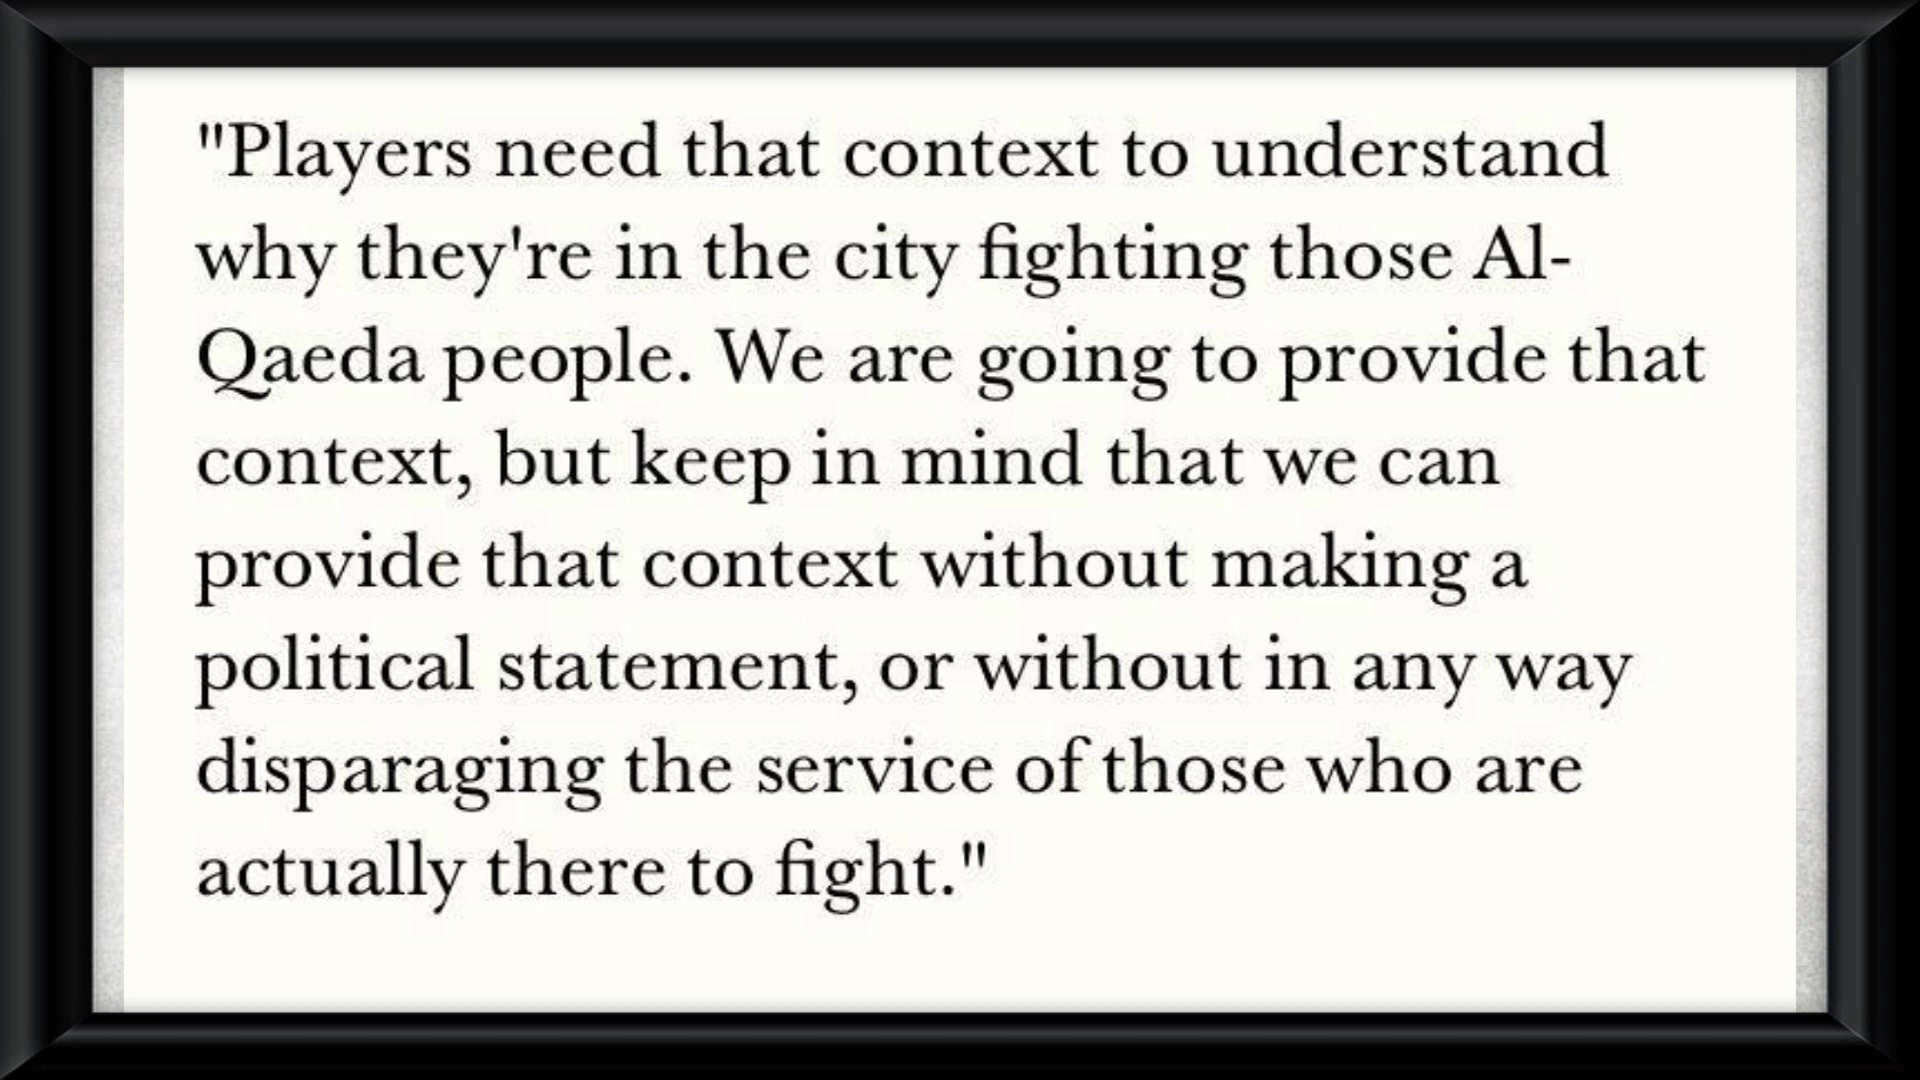 "Players need that context to understand
why they're in the city fighting those Al-
Qaeda people. We are going to provide that
context, but keep in mind that we can
provide that context without making a
political statement, or without in any way
disparaging the service of those who are
actually there to fight."